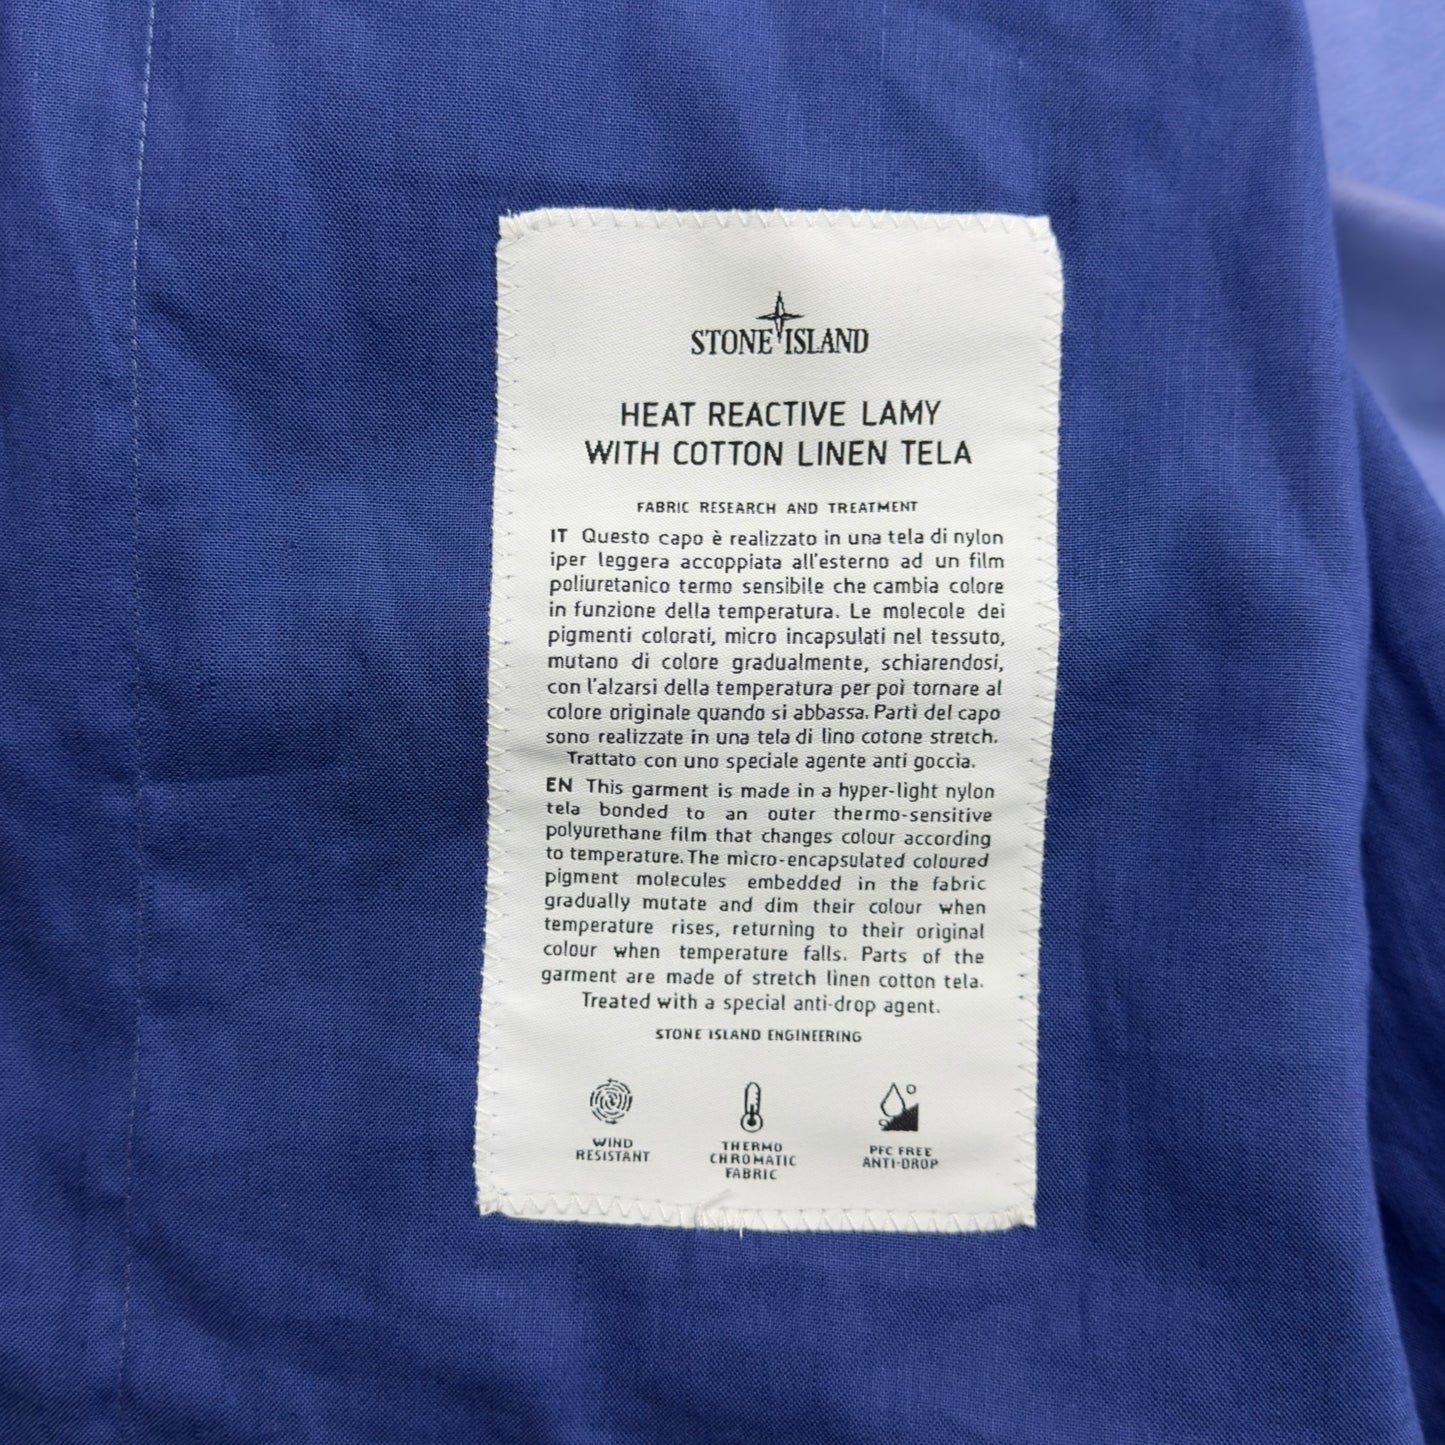 STONE ISLAND
HEAT REACTIVE LAMY
WITH COTTON LINEN TELA
FABRIC RESEARCH AND TREATMENT
IT Questo capo è realizzato in una tela di nylon
iper leggera accoppiata all'esterno ad un film
poliuretanico termo sensibile che cambia colore
in funzione della temperatura. Le molecole dei
pigmenti colorati, micro incapsulati nel tessuto,
mutano di colore gradualmente, schiarendosi,
con l'alzarsi della temperatura per poi tornare al
colore originale quando si abbassa. Parti del capo
sono realizzate in una tela di lino cotone stretch.
Trattato con uno speciale agente anti goccia.
EN This garment is made in a hyper-light nylon
tela bonded to an outer thermo-sensitive
polyurethane film that changes colour according
to temperature. The micro-encapsulated coloured
pigment molecules embedded in the fabric
gradually mutate and dim their colour when
temperature rises, returning to their original
colour when temperature falls. Parts of the
garment are made of stretch linen cotton tela.
Treated with a special anti-drop agent.
STONE ISLAND ENGINEERING
WIND
RESISTANT
THERMO
CHROMATIC
FABRIC
PFC FREE
ANTI-DROP